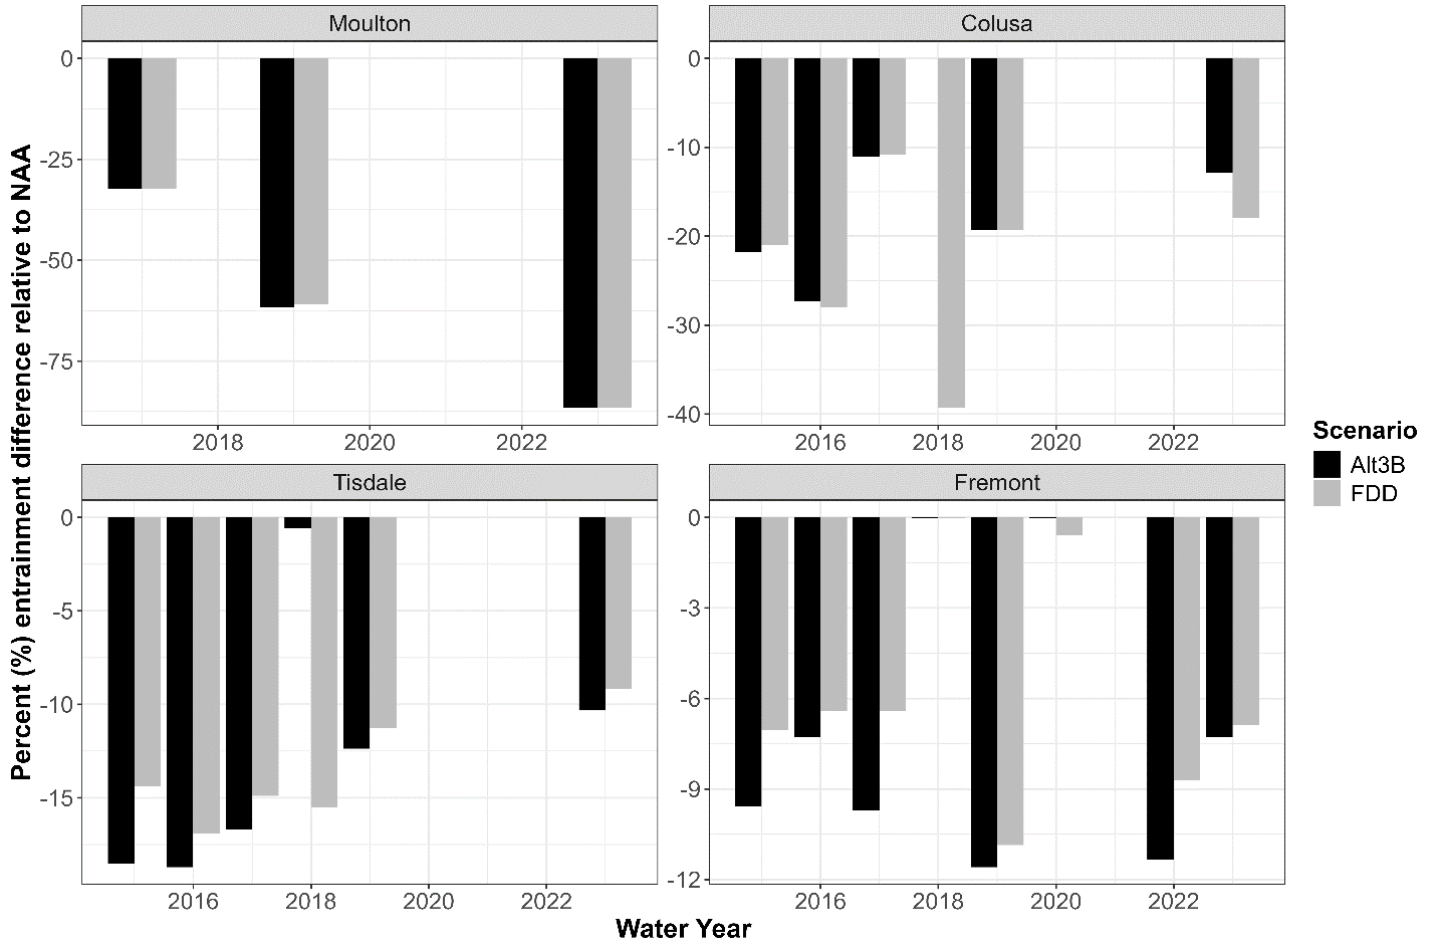 Percent (%) entrainment difference relative to NAA
Moulton
0
-25
-50
-75
2018 2020 2022
Colusa
0
-10
-20
-30
-40
2016 2018 2020 2022
Tisdale
0
-5
-10
-15
2016 2018 2020 2022
Fremont
0
-3
-6
-9
-12
2016 2018 2020 2022
Water Year
Scenario
Alt3B
FDD